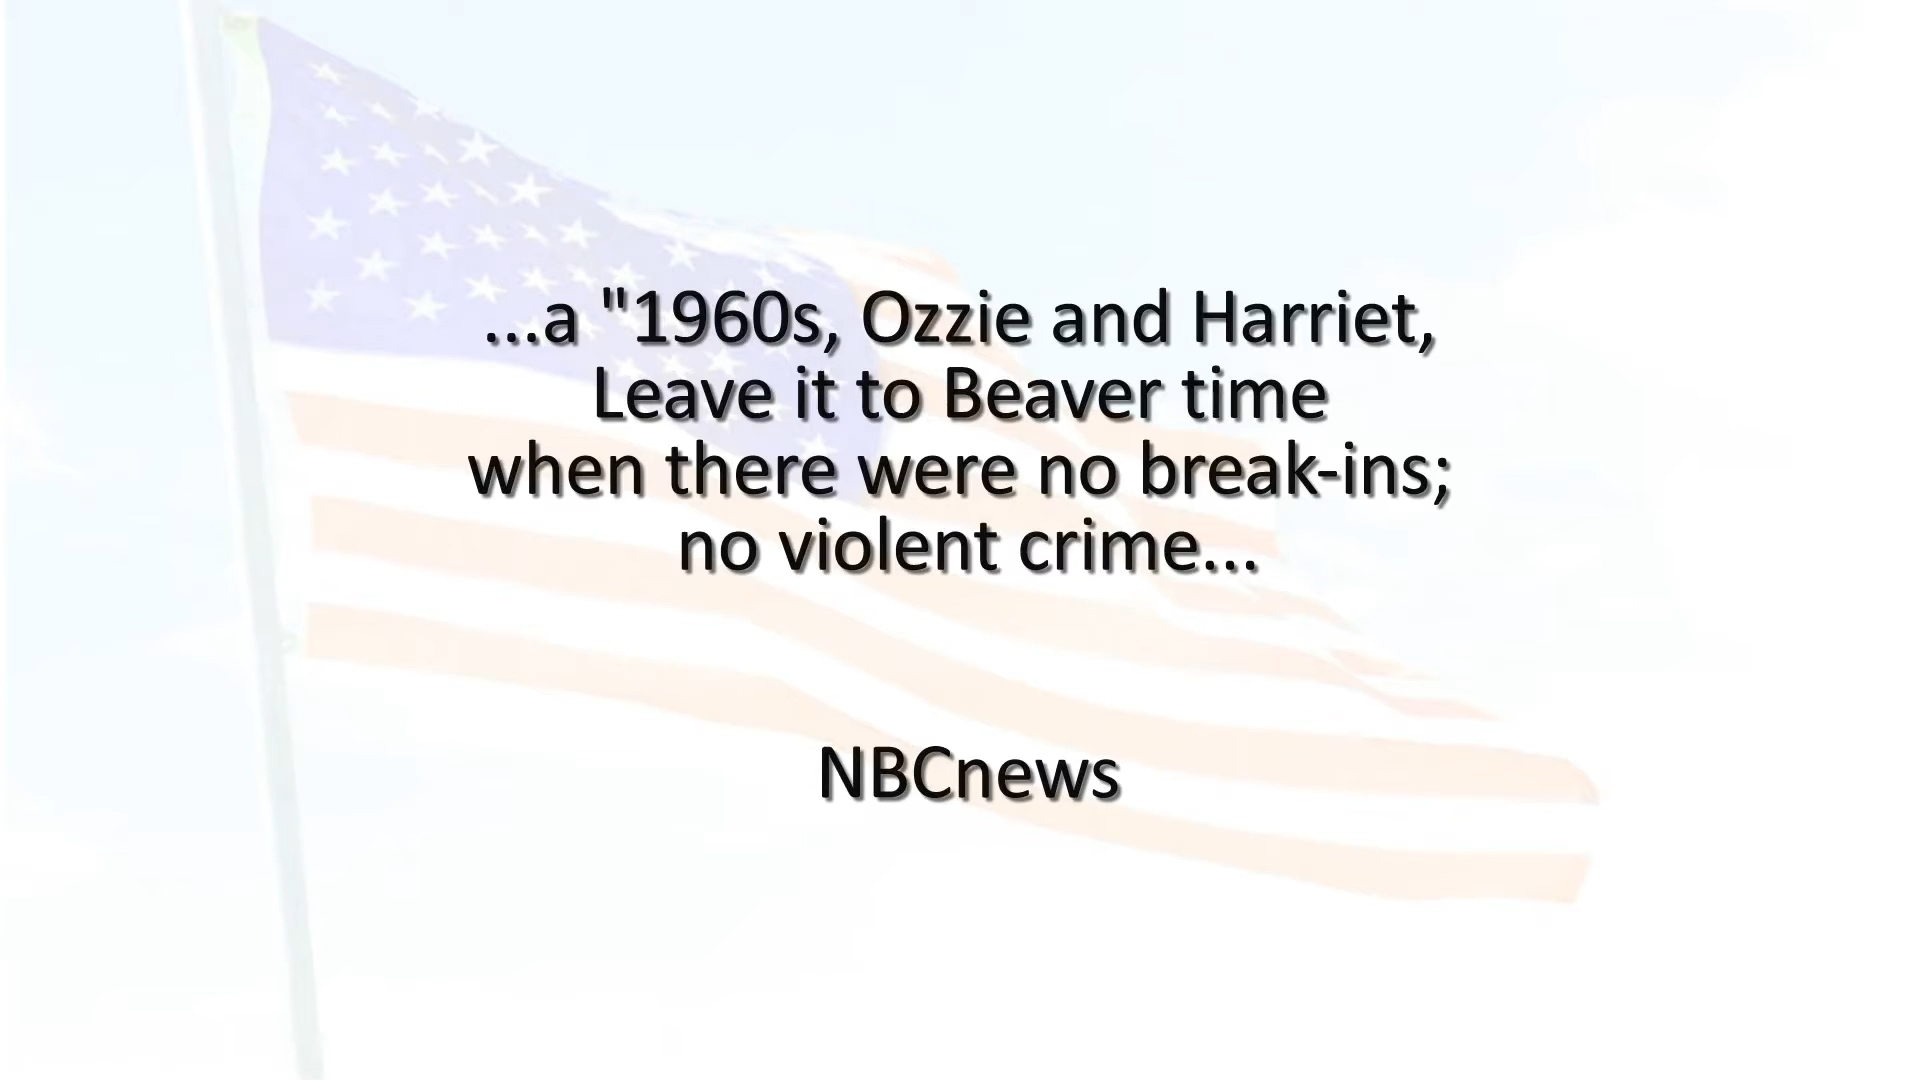 ...a "1960s, Ozzie and Harriet,
Leave it to Beaver time
when there were no break-ins;
no violent crime...
NBCnews